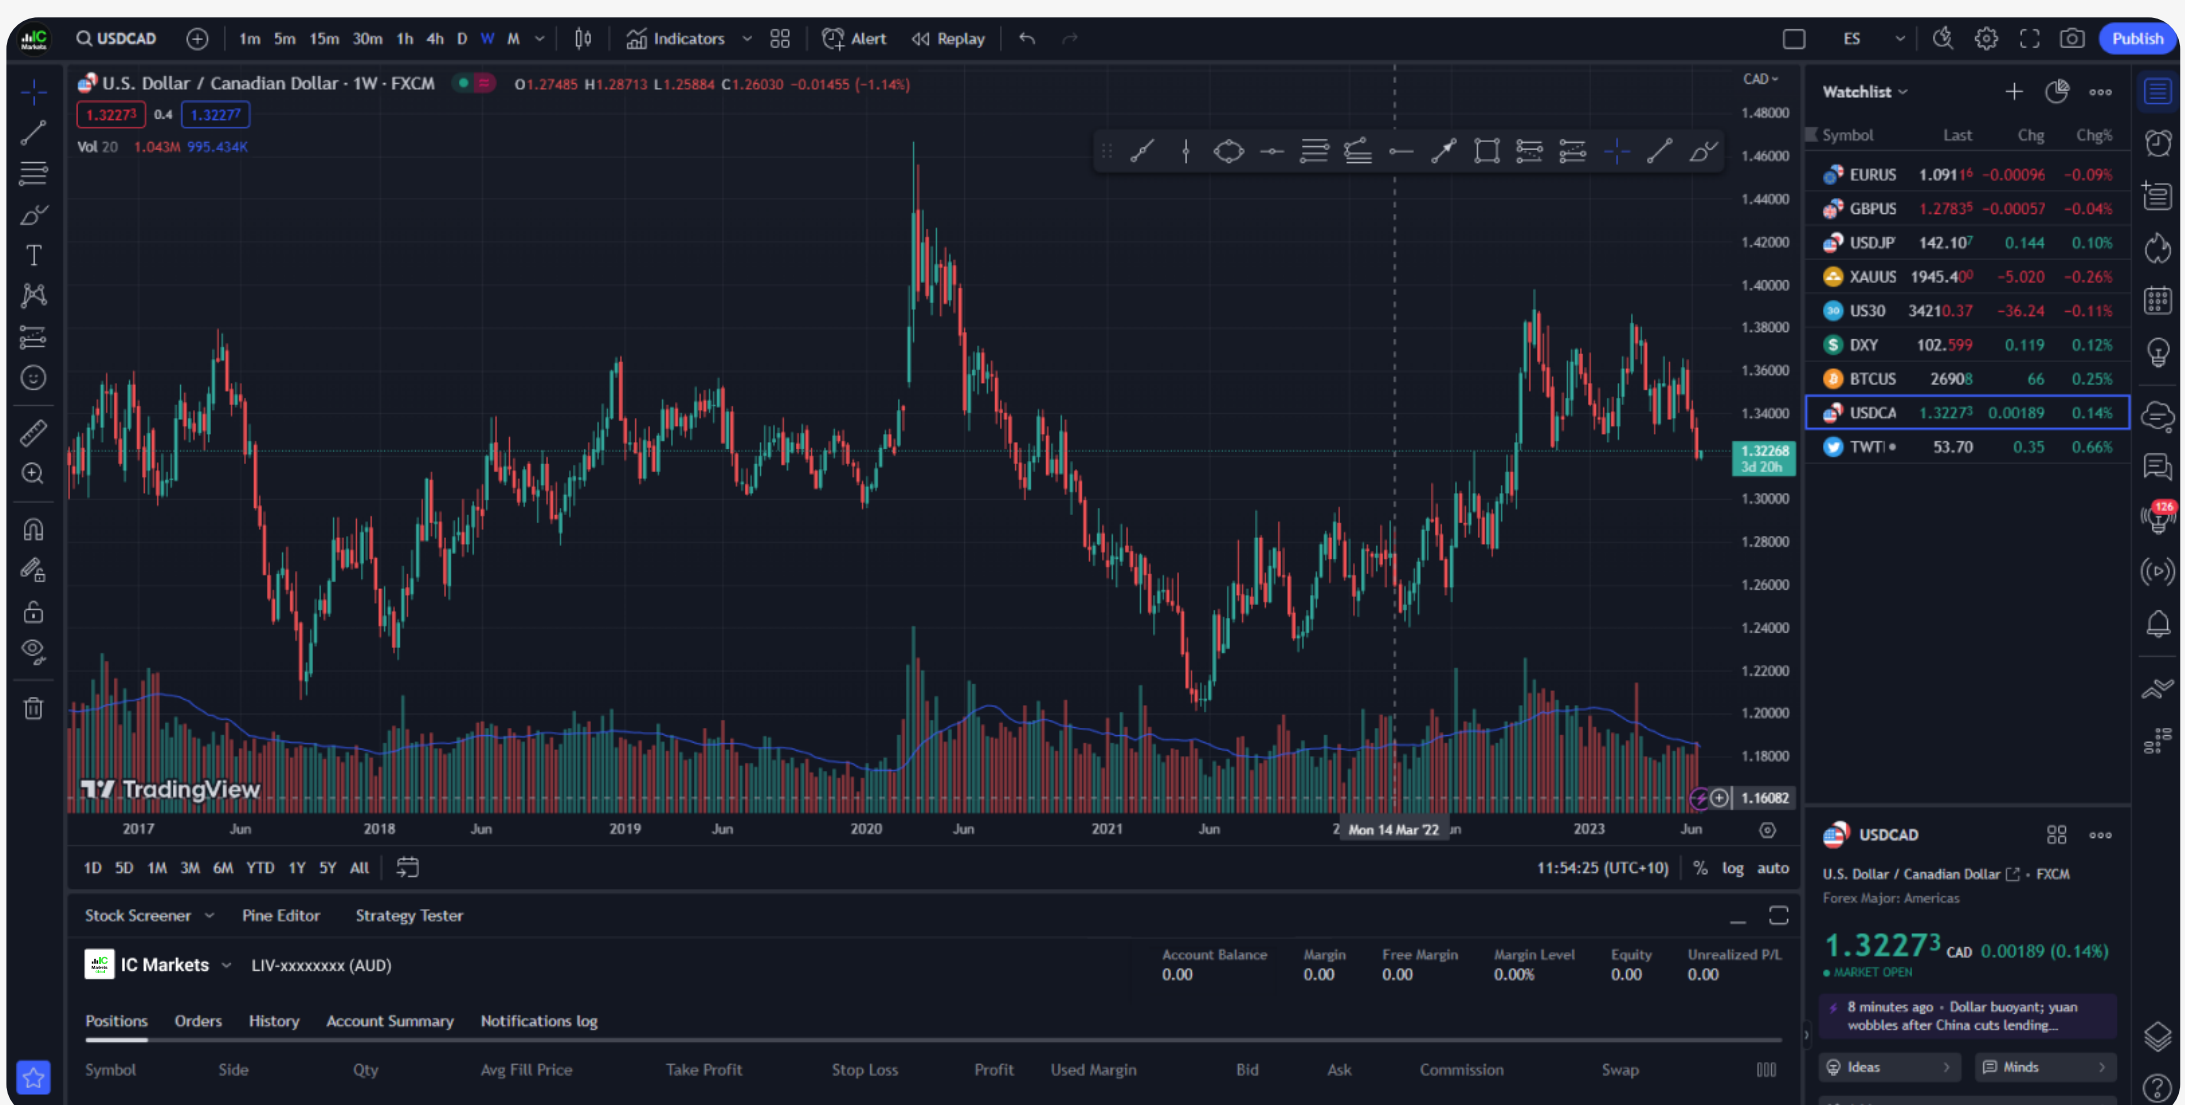 IC Markets USDCAD 1m 5m 15m 30m 1h 4h D W M Indicators Alert Replay ES Publish
U.S. Dollar / Canadian Dollar · 1W · FXCM O1.27485 H1.28713 L1.25884 C1.26030 −0.01455 (−1.14%)
1.32273 0.4 1.32277
Vol 20 1.043M 995.434K
CAD
1.48000
1.46000
1.44000
1.42000
1.40000
1.38000
1.36000
1.34000
1.32268
3d 20h
1.30000
1.28000
1.26000
1.24000
1.22000
1.20000
1.18000
1.16082
TradingView
2017 Jun 2018 Jun 2019 Jun 2020 Jun 2021 Jun Mon 14 Mar '22 2023 Jun
1D 5D 1M 3M 6M YTD 1Y 5Y All 11:54:25 (UTC+10) % log auto
Stock Screener Pine Editor Strategy Tester
IC Markets LIV-xxxxxxxx (AUD)
Account Balance Margin Free Margin Margin Level Equity Unrealized P/L
0.00 0.00 0.00 0.00% 0.00 0.00
Positions Orders History Account Summary Notifications log
Symbol Side Qty Avg Fill Price Take Profit Stop Loss Profit Used Margin Bid Ask Commission Swap
Watchlist
Symbol Last Chg Chg%
EURUS 1.09116 −0.00096 −0.09%
GBPUS 1.27835 −0.00057 −0.04%
USDJP 142.107 0.144 0.10%
XAUUS 1945.400 −5.020 −0.26%
30 US30 34210.37 −36.24 −0.11%
DXY 102.599 0.119 0.12%
BTCUS 26908 66 0.25%
USDCA 1.32273 0.00189 0.14%
TWT 53.70 0.35 0.66%
126
USDCAD
U.S. Dollar / Canadian Dollar · FXCM
Forex Major: Americas
1.32273 CAD 0.00189 (0.14%)
MARKET OPEN
8 minutes ago · Dollar buoyant; yuan
wobbles after China cuts lending...
Ideas Minds